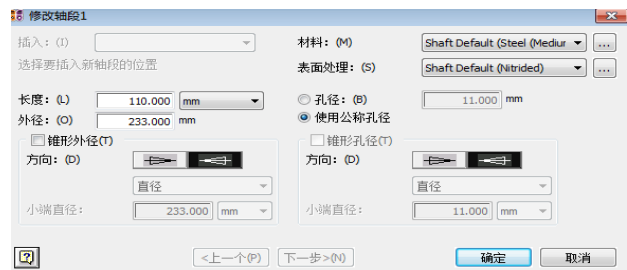 修改轴段1
插入：(I)
材料：(M) Shaft Default (Steel (Mediur ...
选择要插入新轴段的位置
表面处理：(S) Shaft Default (Nitrided) ...
长度：(L) 110.000 mm
孔径：(B) 11.000 mm
外径：(O) 233.000 mm
使用公称孔径
锥形外径(T)
锥形孔径(T)
方向：(D)
方向：(D)
直径
直径
小端直径： 233.000 mm
小端直径： 11.000 mm
<上一个(P) 下一步>(N) 确定 取消